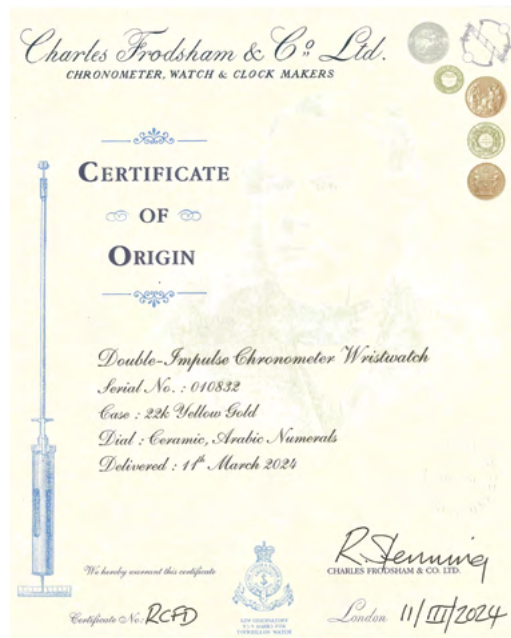 Charles Frodsham & Cº Ltd.
CHRONOMETER, WATCH & CLOCK MAKERS
CERTIFICATE
OF
ORIGIN
Double-Impulse Chronometer Wristwatch
Serial No. : 010832
Case : 22k Yellow Gold
Dial : Ceramic, Arabic Numerals
Delivered : 11th March 2024
We hereby warrant this certificate
R. Stenning
CHARLES FRODSHAM & CO. LTD.
Certificate No: RCFD
London 11/III/2024